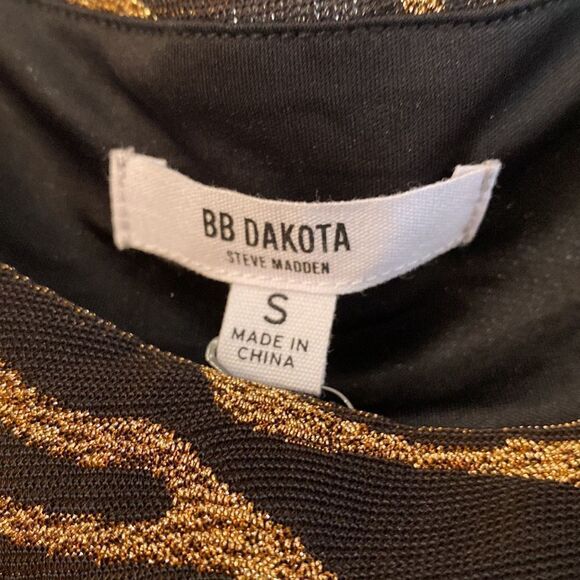 BB DAKOTA
STEVE MADDEN
S
MADE IN
CHINA